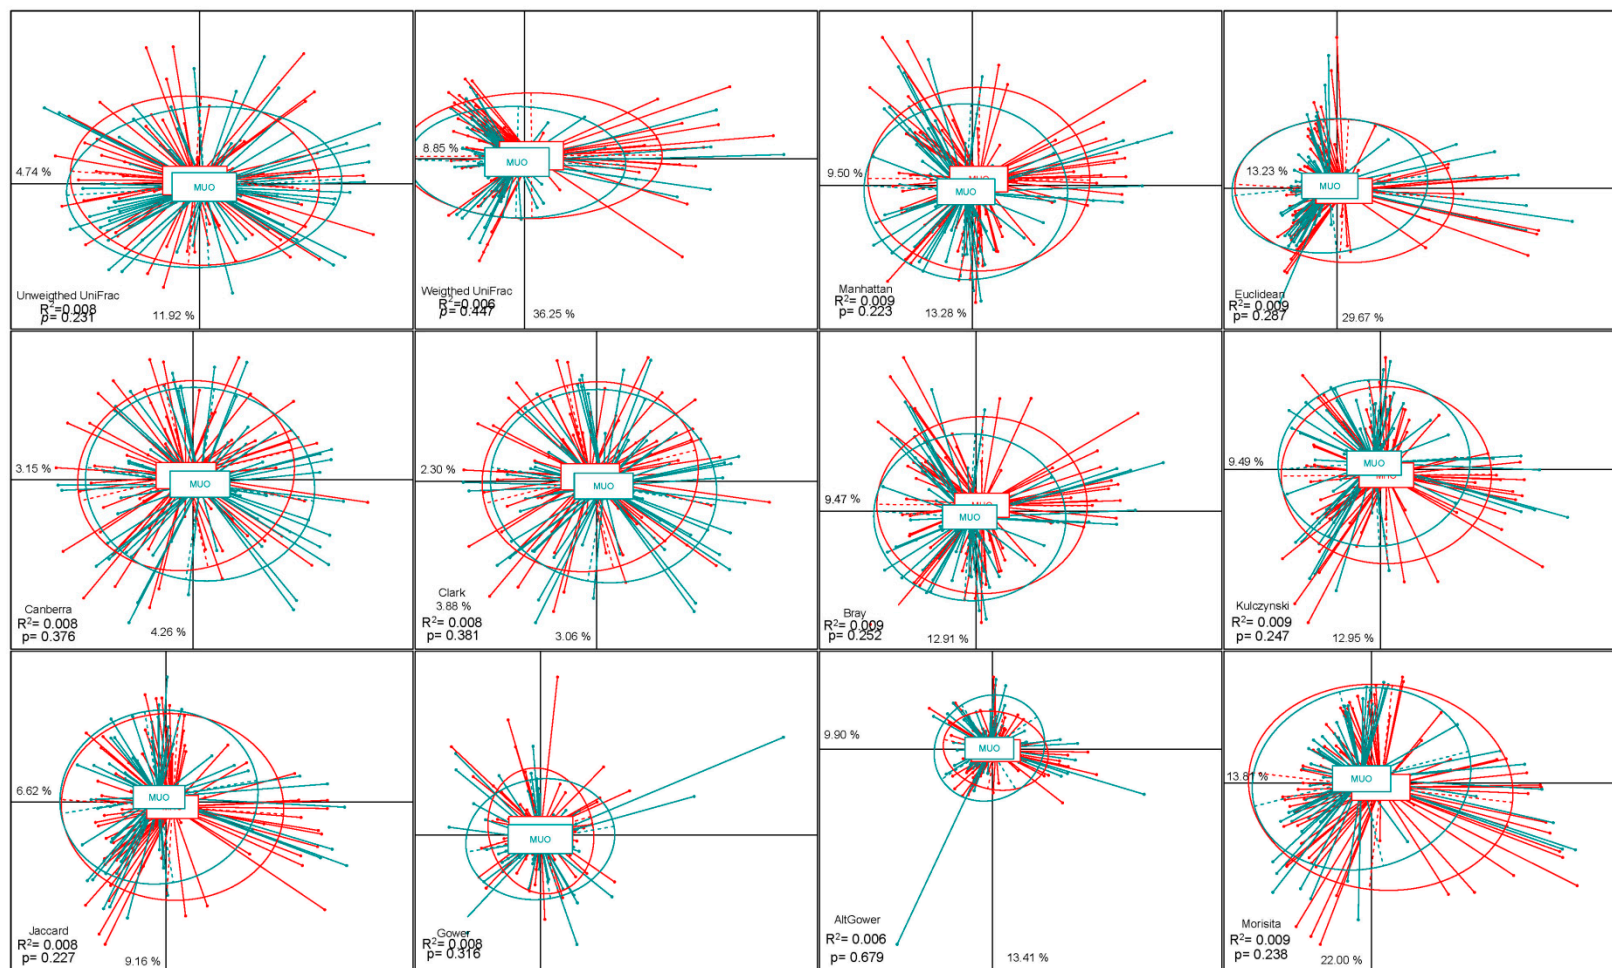 4.74 %
MUO
Unweigthed UniFrac
R2=0.008
p= 0.231
11.92 %
8.85 %
MUO
Weigthed UniFrac
R2=0.006
p= 0.447
36.25 %
9.50 %
MUO
Manhattan
R2= 0.009
p= 0.223
13.28 %
13.23 %
MUO
Euclidean
R2= 0.009
p= 0.287
29.67 %
3.15 %
Canberra
R2= 0.008
p= 0.376
4.26 %
2.30 %
Clark
3.88 %
R2= 0.008
p= 0.381
3.06 %
9.47 %
MUO
Bray
R2= 0.009
p= 0.252
12.91 %
9.49 %
MUO
Kulczynski
R2= 0.009
p= 0.247
12.95 %
6.62 %
MUO
Jaccard
R2= 0.008
p= 0.227
9.16 %
MUO
Gower
R2= 0.008
p= 0.316
9.90 %
MUO
AltGower
R2= 0.006
p= 0.679
13.41 %
13.81 %
MUO
Morisita
R2= 0.009
p= 0.238
22.00 %